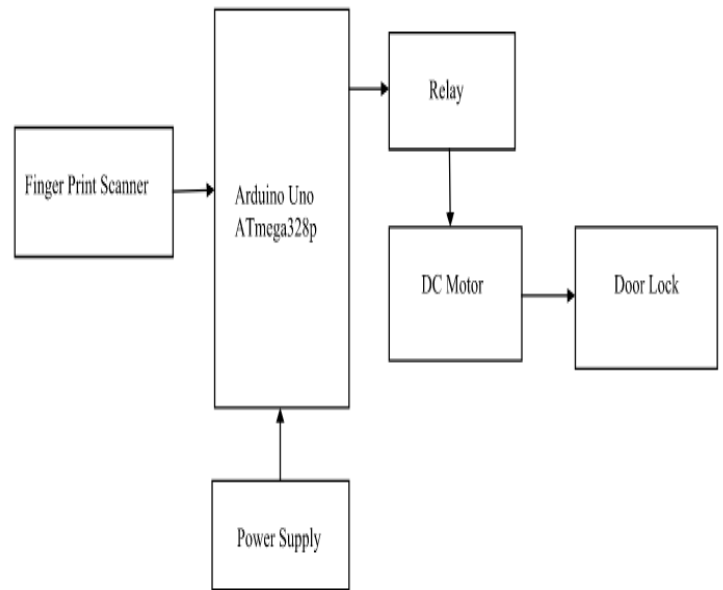 Relay
Finger Print Scanner
Arduino Uno
ATmega328p
DC Motor
Door Lock
Power Supply